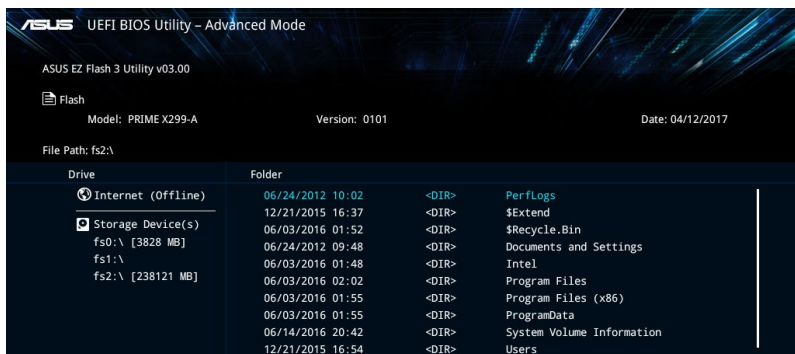 ASUS UEFI BIOS Utility – Advanced Mode
ASUS EZ Flash 3 Utility v03.00
Flash
Model: PRIME X299-A Version: 0101 Date: 04/12/2017
File Path: fs2:\
Drive Folder
Internet (Offline) 06/24/2012 10:02 <DIR> PerfLogs
12/21/2015 16:37 <DIR> $Extend
Storage Device(s) 06/03/2016 01:52 <DIR> $Recycle.Bin
fs0:\ [3828 MB] 06/24/2012 09:48 <DIR> Documents and Settings
fs1:\ 06/03/2016 01:48 <DIR> Intel
fs2:\ [238121 MB] 06/03/2016 02:02 <DIR> Program Files
06/03/2016 01:55 <DIR> Program Files (x86)
06/03/2016 01:55 <DIR> ProgramData
06/14/2016 20:42 <DIR> System Volume Information
12/21/2015 16:54 <DIR> Users